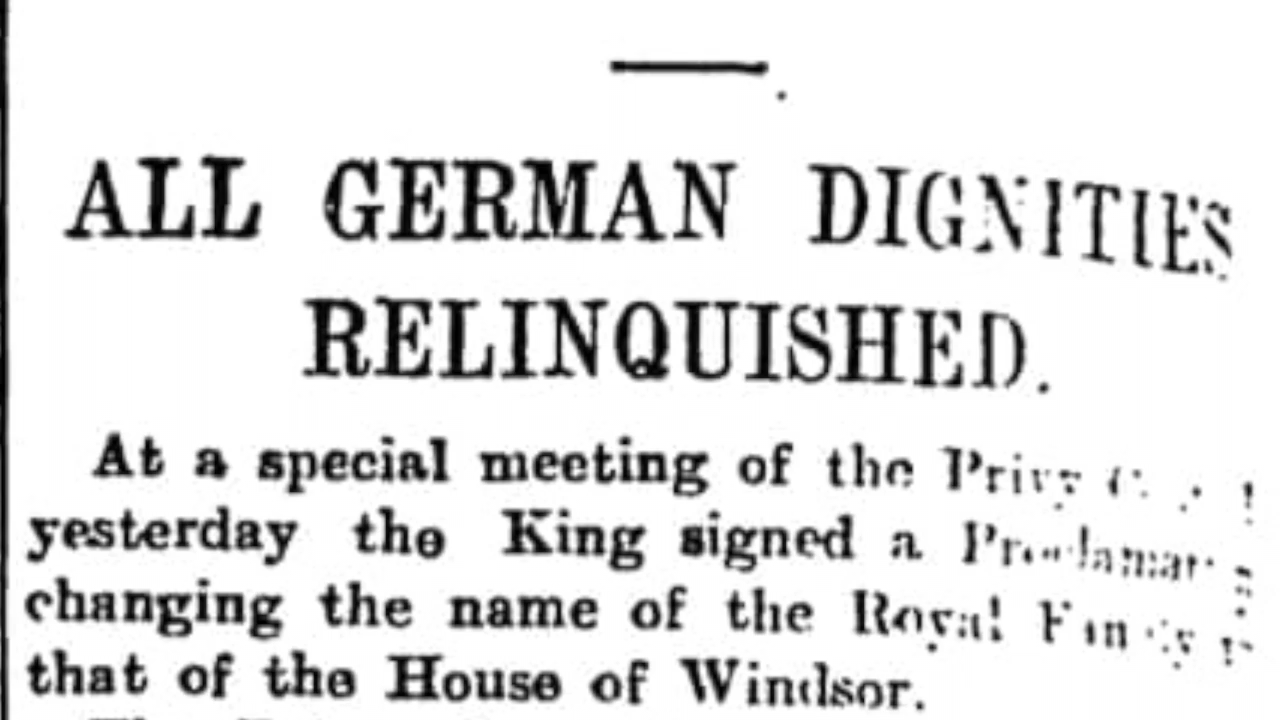 ALL GERMAN DIGNITIES
RELINQUISHED.
At a special meeting of the Privy
yesterday the King signed a
changing the name of the Royal
that of the House of Windsor.